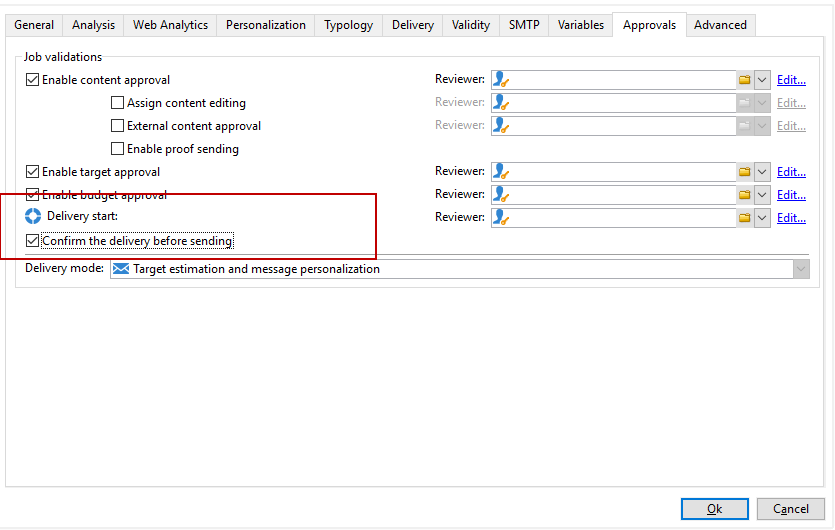 General Analysis Web Analytics Personalization Typology Delivery Validity SMTP Variables Approvals Advanced
Job validations
Enable content approval Reviewer: Edit...
Assign content editing Reviewer: Edit...
External content approval Reviewer: Edit...
Enable proof sending
Enable target approval Reviewer: Edit...
Enable budget approval Reviewer: Edit...
Delivery start: Reviewer: Edit...
Confirm the delivery before sending
Delivery mode: Target estimation and message personalization
Ok Cancel